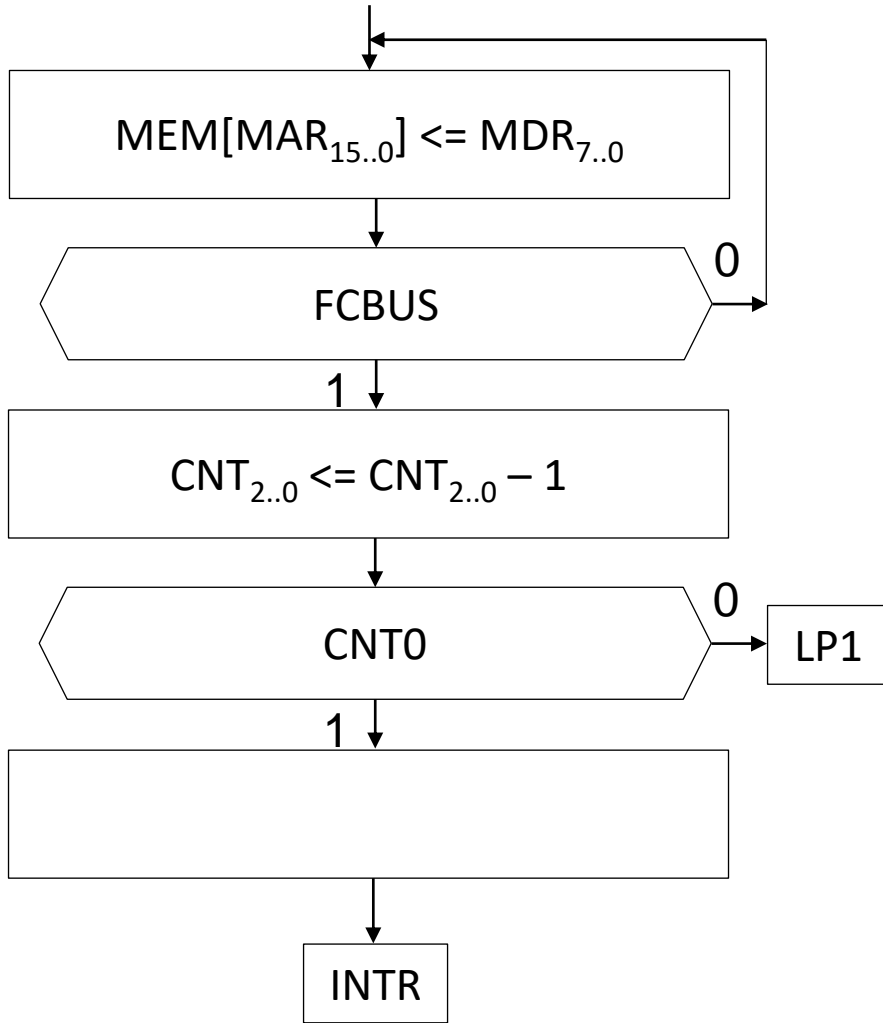 MEM[MAR15..0] <= MDR7..0
0
FCBUS
1
CNT2..0 <= CNT2..0 – 1
0
CNT0
LP1
1
INTR